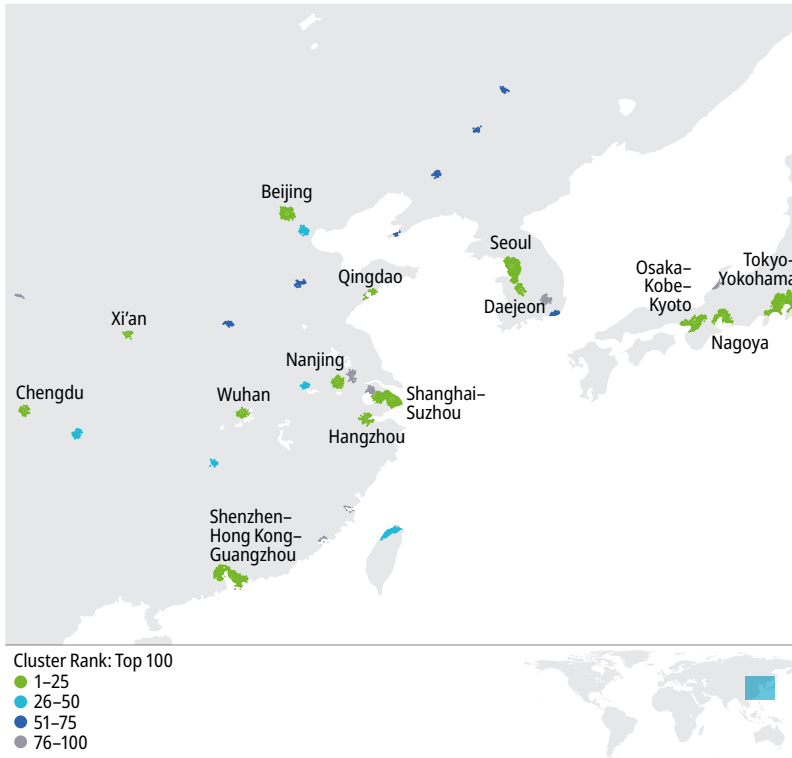 Beijing
Seoul
Tokyo–
Yokohama
Osaka–
Kobe–
Kyoto
Qingdao
Daejeon
Xi'an
Nagoya
Nanjing
Chengdu
Wuhan
Shanghai–
Suzhou
Hangzhou
Shenzhen–
Hong Kong–
Guangzhou
Cluster Rank: Top 100
1–25
26–50
51–75
76–100